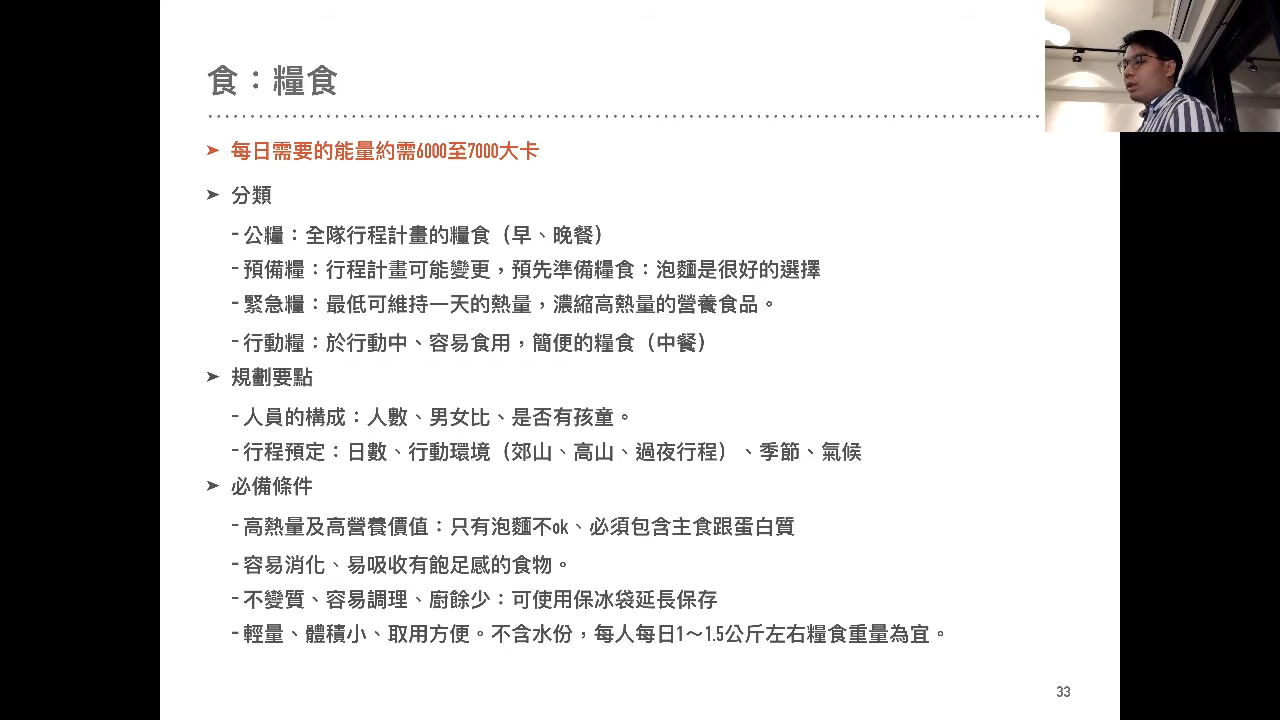 食：糧食
➤ 每日需要的能量約需6000至7000大卡
➤ 分類
-公糧：全隊行程計畫的糧食（早、晚餐）
-預備糧：行程計畫可能變更，預先準備糧食：泡麵是很好的選擇
-緊急糧：最低可維持一天的熱量，濃縮高熱量的營養食品。
-行動糧：於行動中、容易食用，簡便的糧食（中餐）
➤ 規劃要點
-人員的構成：人數、男女比、是否有孩童。
-行程預定：日數、行動環境（郊山、高山、過夜行程）、季節、氣候
➤ 必備條件
-高熱量及高營養價值：只有泡麵不ok、必須包含主食跟蛋白質
-容易消化、易吸收有飽足感的食物。
-不變質、容易調理、廚餘少：可使用保冰袋延長保存
-輕量、體積小、取用方便。不含水份，每人每日1～1.5公斤左右糧食重量為宜。
33